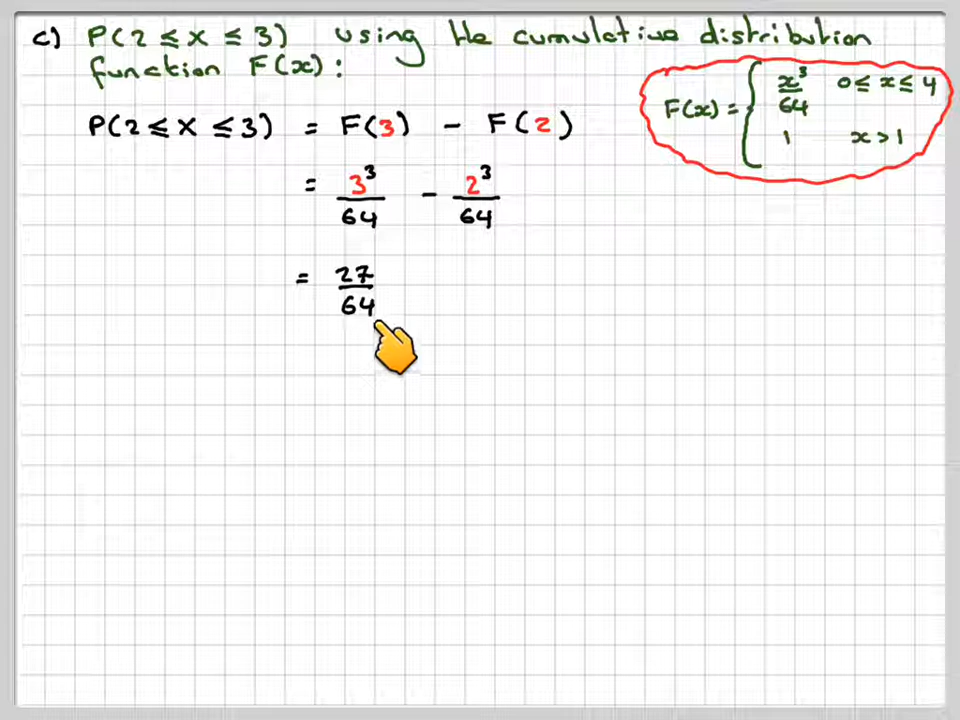 c) P(2 ≤ x ≤ 3) using the cumulative distribution
function F(x) :
F(x) = { x³/64 0 ≤ x ≤ 4
1 x > 1
P(2 ≤ X ≤ 3) = F(3) - F(2)
= 3³/64 - 2³/64
= 27/64